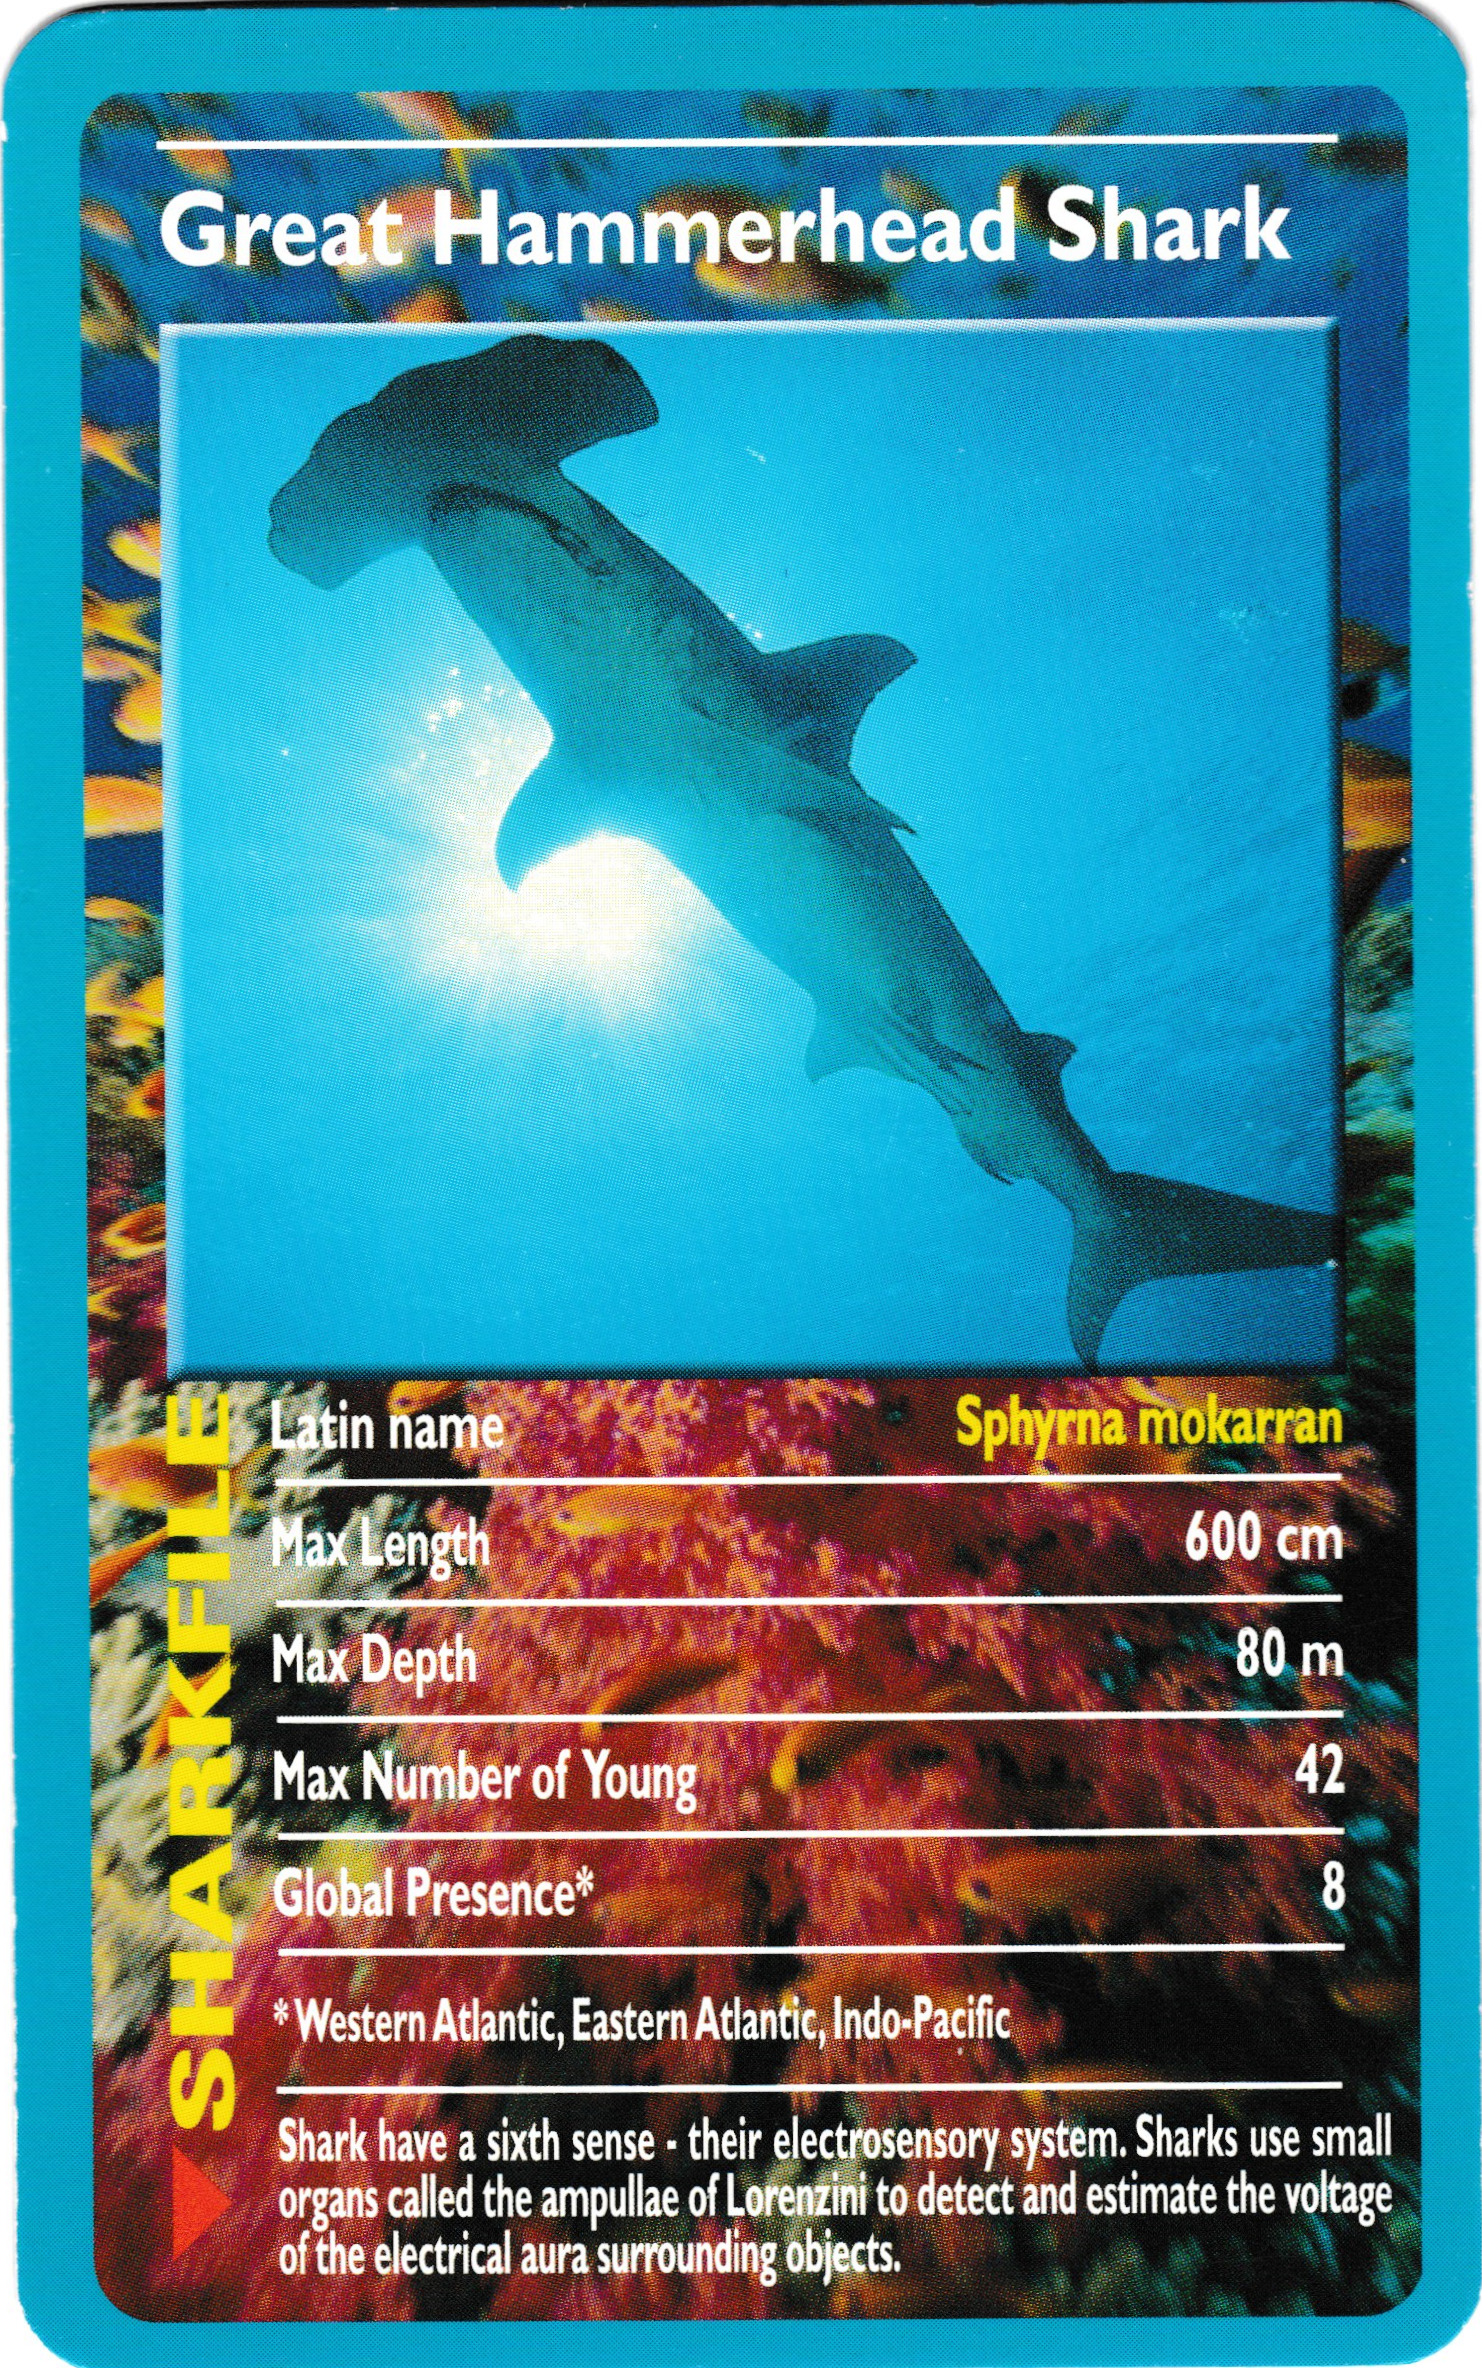 Great Hammerhead Shark
SHARKFILE
Latin name Sphyrna mokarran
Max Length 600 cm
Max Depth 80 m
Max Number of Young 42
Global Presence* 8
* Western Atlantic, Eastern Atlantic, Indo-Pacific
Shark have a sixth sense - their electrosensory system. Sharks use small
organs called the ampullae of Lorenzini to detect and estimate the voltage
of the electrical aura surrounding objects.